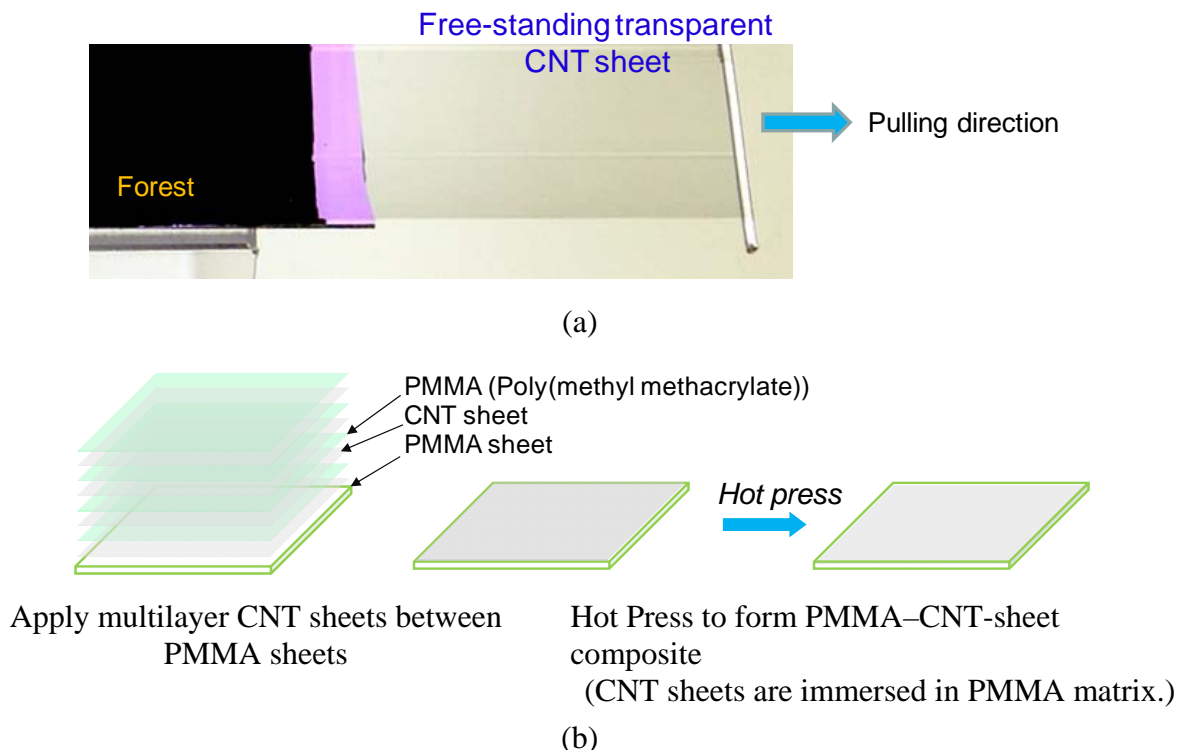 Free-standing transparent
CNT sheet
Pulling direction
Forest
(a)
PMMA (Poly(methyl methacrylate))
CNT sheet
PMMA sheet
Hot press
Apply multilayer CNT sheets between
PMMA sheets
Hot Press to form PMMA–CNT-sheet
composite
(CNT sheets are immersed in PMMA matrix.)
(b)